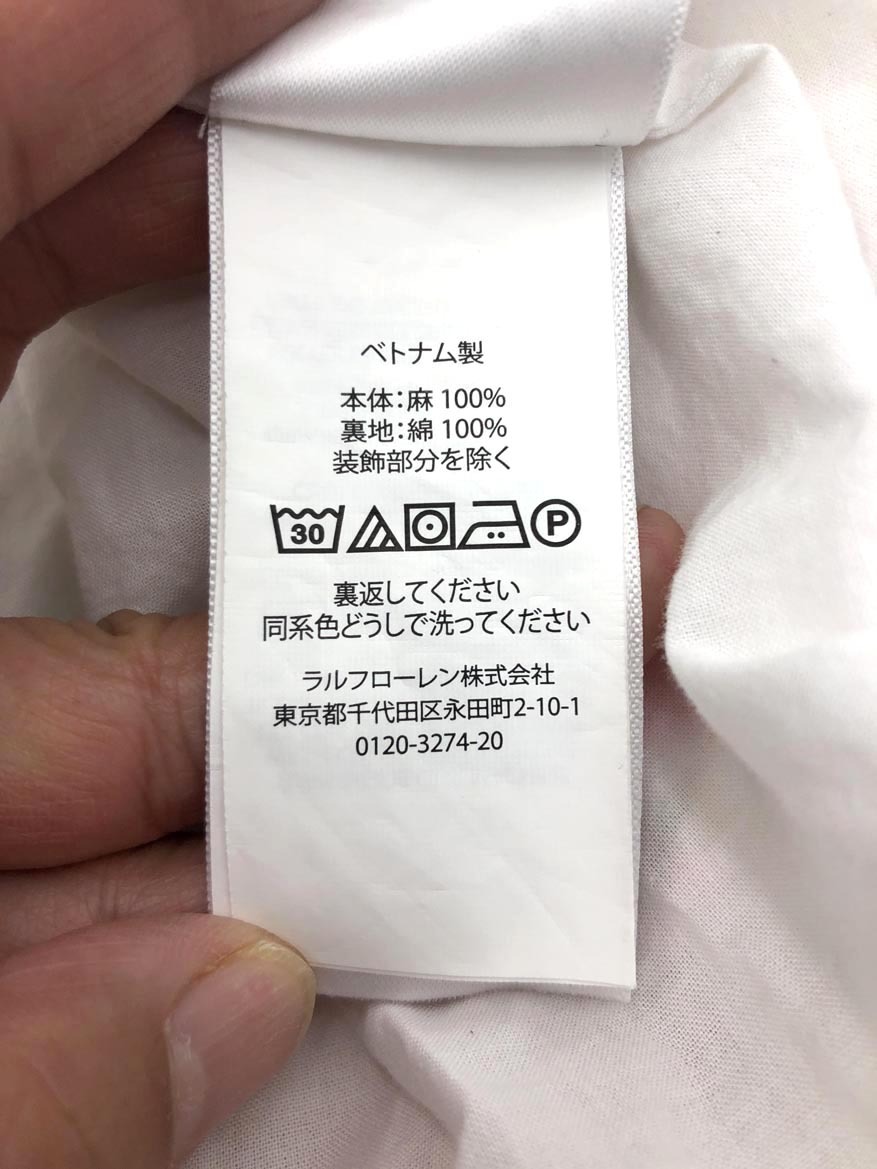 ベトナム製
本体：麻 100%
裏地：綿 100%
装飾部分を除く
30 P
裏返してください
同系色どうしで洗ってください
ラルフローレン株式会社
東京都千代田区永田町2-10-1
0120-3274-20